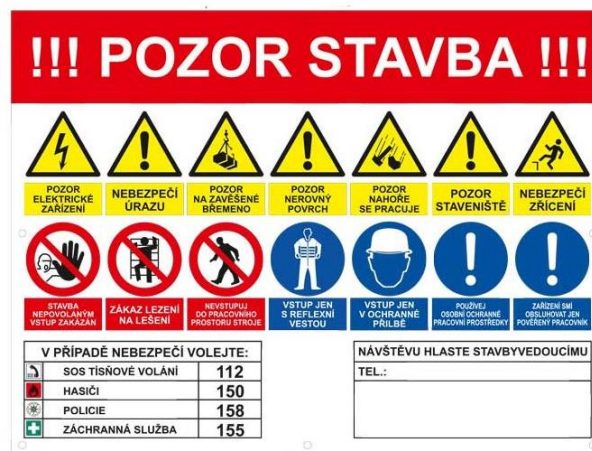 !!! POZOR STAVBA !!!
POZOR
ELEKTRICKÉ
ZAŘÍZENÍ
NEBEZPEČÍ
ÚRAZU
POZOR
NA ZAVĚŠENÉ
BŘEMENO
POZOR
NEROVNÝ
POVRCH
POZOR
NAHOŘE
SE PRACUJE
POZOR
STAVENIŠTĚ
NEBEZPEČÍ
ZŘÍCENÍ
STAVBA
NEPOVOLANÝM
VSTUP ZAKÁZÁN
ZÁKAZ LEZENÍ
NA LEŠENÍ
NEVSTUPUJ
DO PRACOVNÍHO
PROSTORU STROJE
VSTUP JEN
S REFLEXNÍ
VESTOU
VSTUP JEN
V OCHRANNÉ
PŘILBĚ
POUŽÍVEJ
OSOBNÍ OCHRANNÉ
PRACOVNÍ PROSTŘEDKY
ZAŘÍZENÍ SMÍ
OBSLUHOVAT JEN
POVĚŘENÝ PRACOVNÍK
V PŘÍPADĚ NEBEZPEČÍ VOLEJTE:
SOS TÍSŇOVÉ VOLÁNÍ 112
HASIČI 150
POLICIE 158
ZÁCHRANNÁ SLUŽBA 155
NÁVŠTĚVU HLASTE STAVBYVEDOUCÍMU
TEL.: